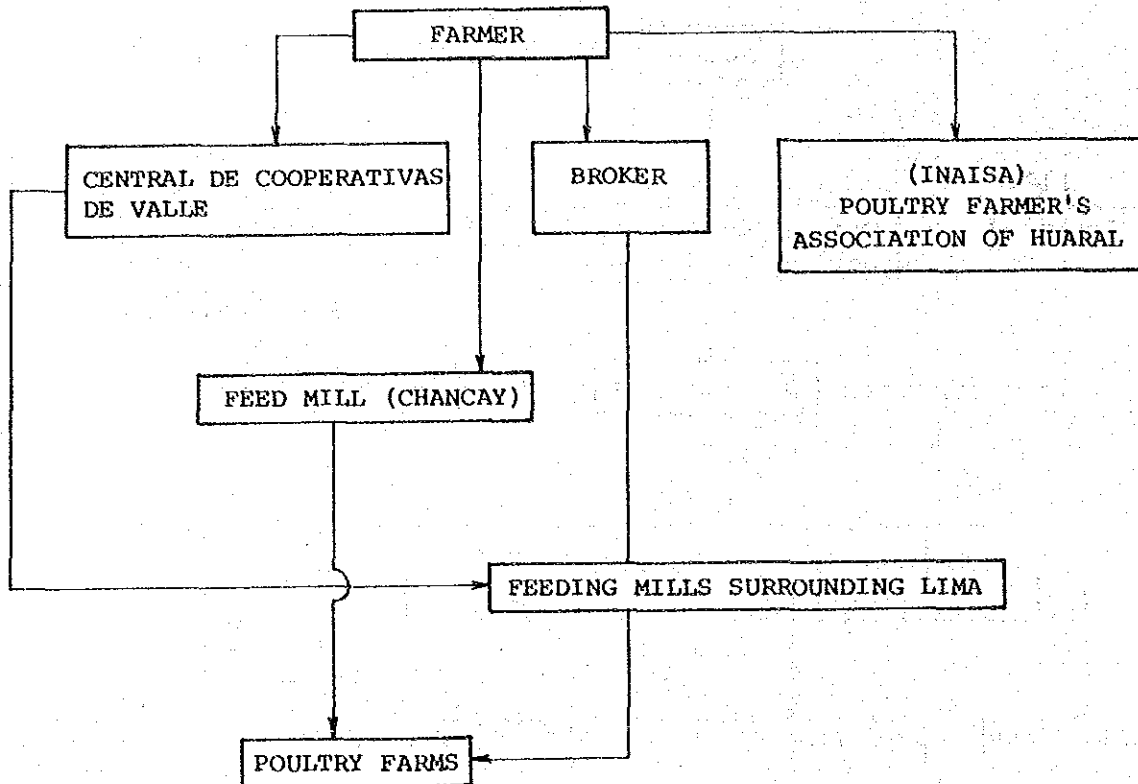 FARMER
CENTRAL DE COOPERATIVAS
DE VALLE
BROKER
(INAISA)
POULTRY FARMER'S
ASSOCIATION OF HUARAL
FEED MILL (CHANCAY)
FEEDING MILLS SURROUNDING LIMA
POULTRY FARMS